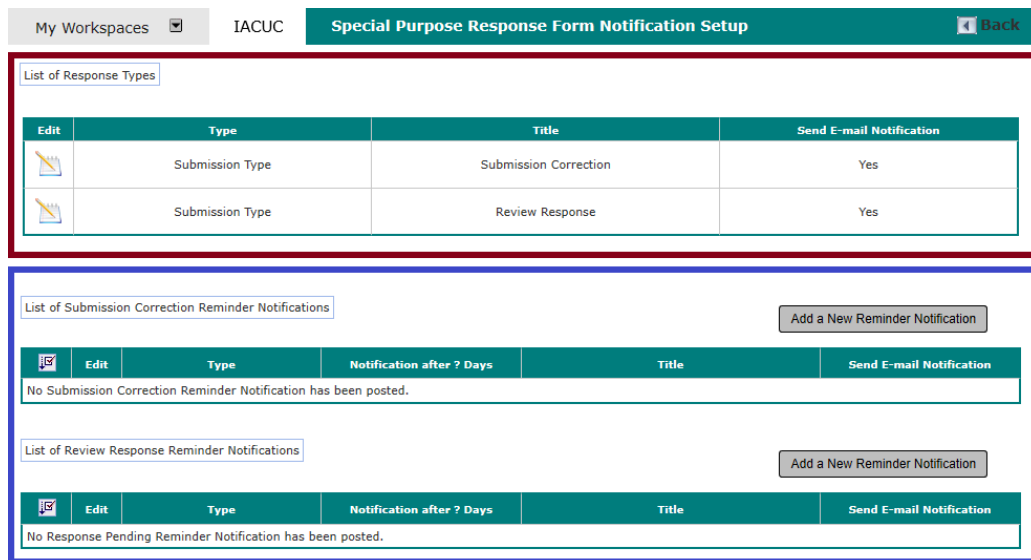 My Workspaces IACUC Special Purpose Response Form Notification Setup Back
List of Response Types
Edit Type Title Send E-mail Notification
Submission Type Submission Correction Yes
Submission Type Review Response Yes
List of Submission Correction Reminder Notifications
Add a New Reminder Notification
Edit Type Notification after ? Days Title Send E-mail Notification
No Submission Correction Reminder Notification has been posted.
List of Review Response Reminder Notifications
Add a New Reminder Notification
Edit Type Notification after ? Days Title Send E-mail Notification
No Response Pending Reminder Notification has been posted.